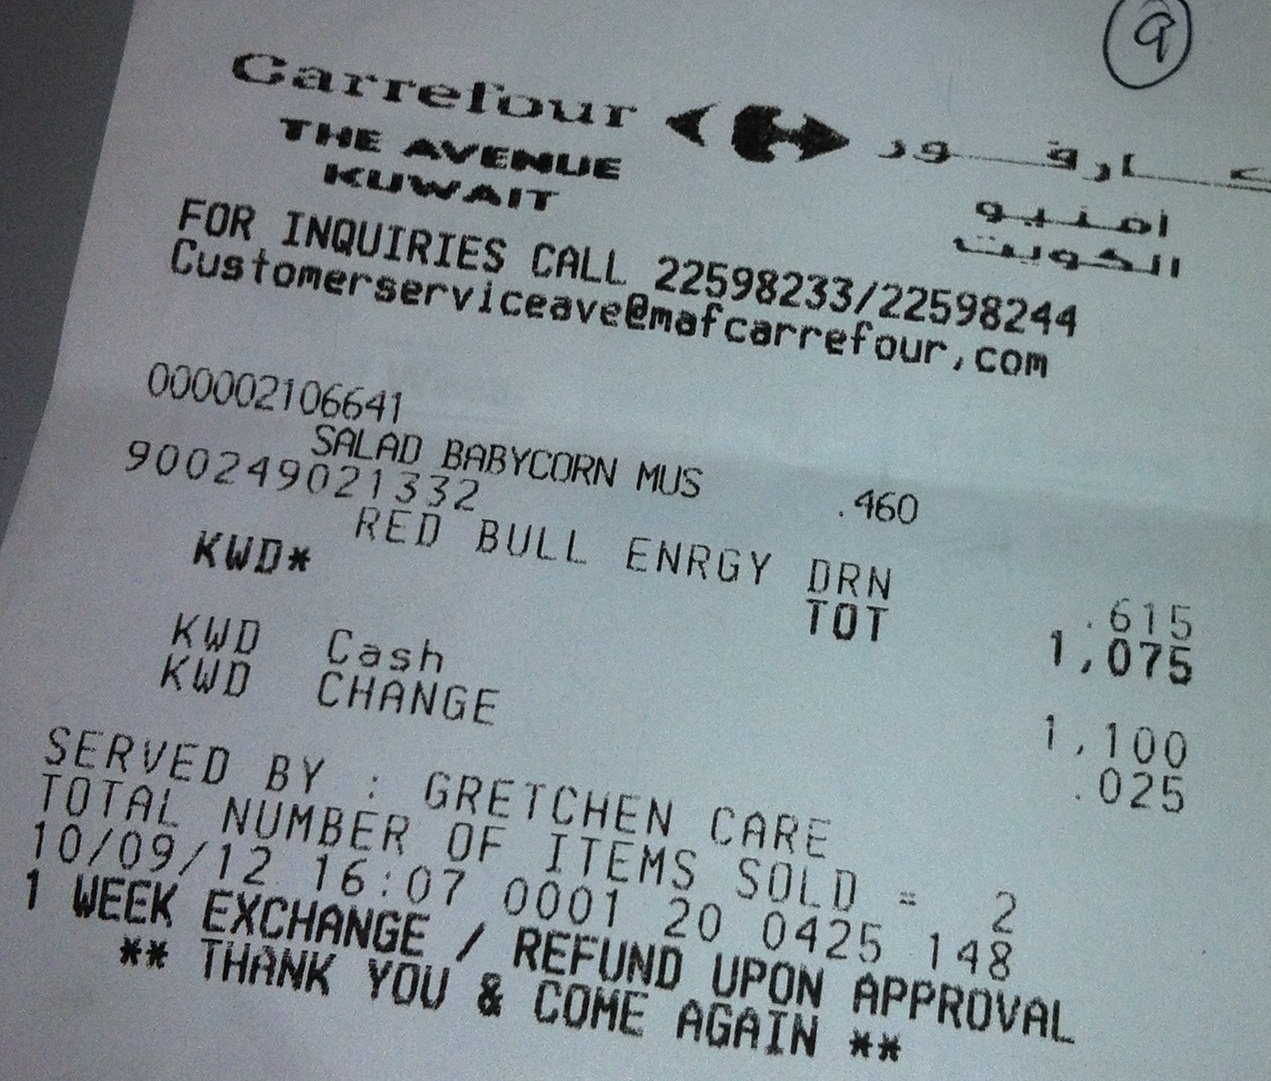 9
Carrefour كارفور
THE AVENUE أفنيو
KUWAIT الكويت
FOR INQUIRIES CALL 22598233/22598244
Customerserviceave@mafcarrefour,com
000002106641
SALAD BABYCORN MUS .460
900249021332
RED BULL ENRGY DRN .615
KWD* TOT 1,075
KWD Cash 1,100
KWD CHANGE .025
SERVED BY : GRETCHEN CARE
TOTAL NUMBER OF ITEMS SOLD = 2
10/09/12 16:07 0001 20 0425 148
1 WEEK EXCHANGE / REFUND UPON APPROVAL
** THANK YOU & COME AGAIN **